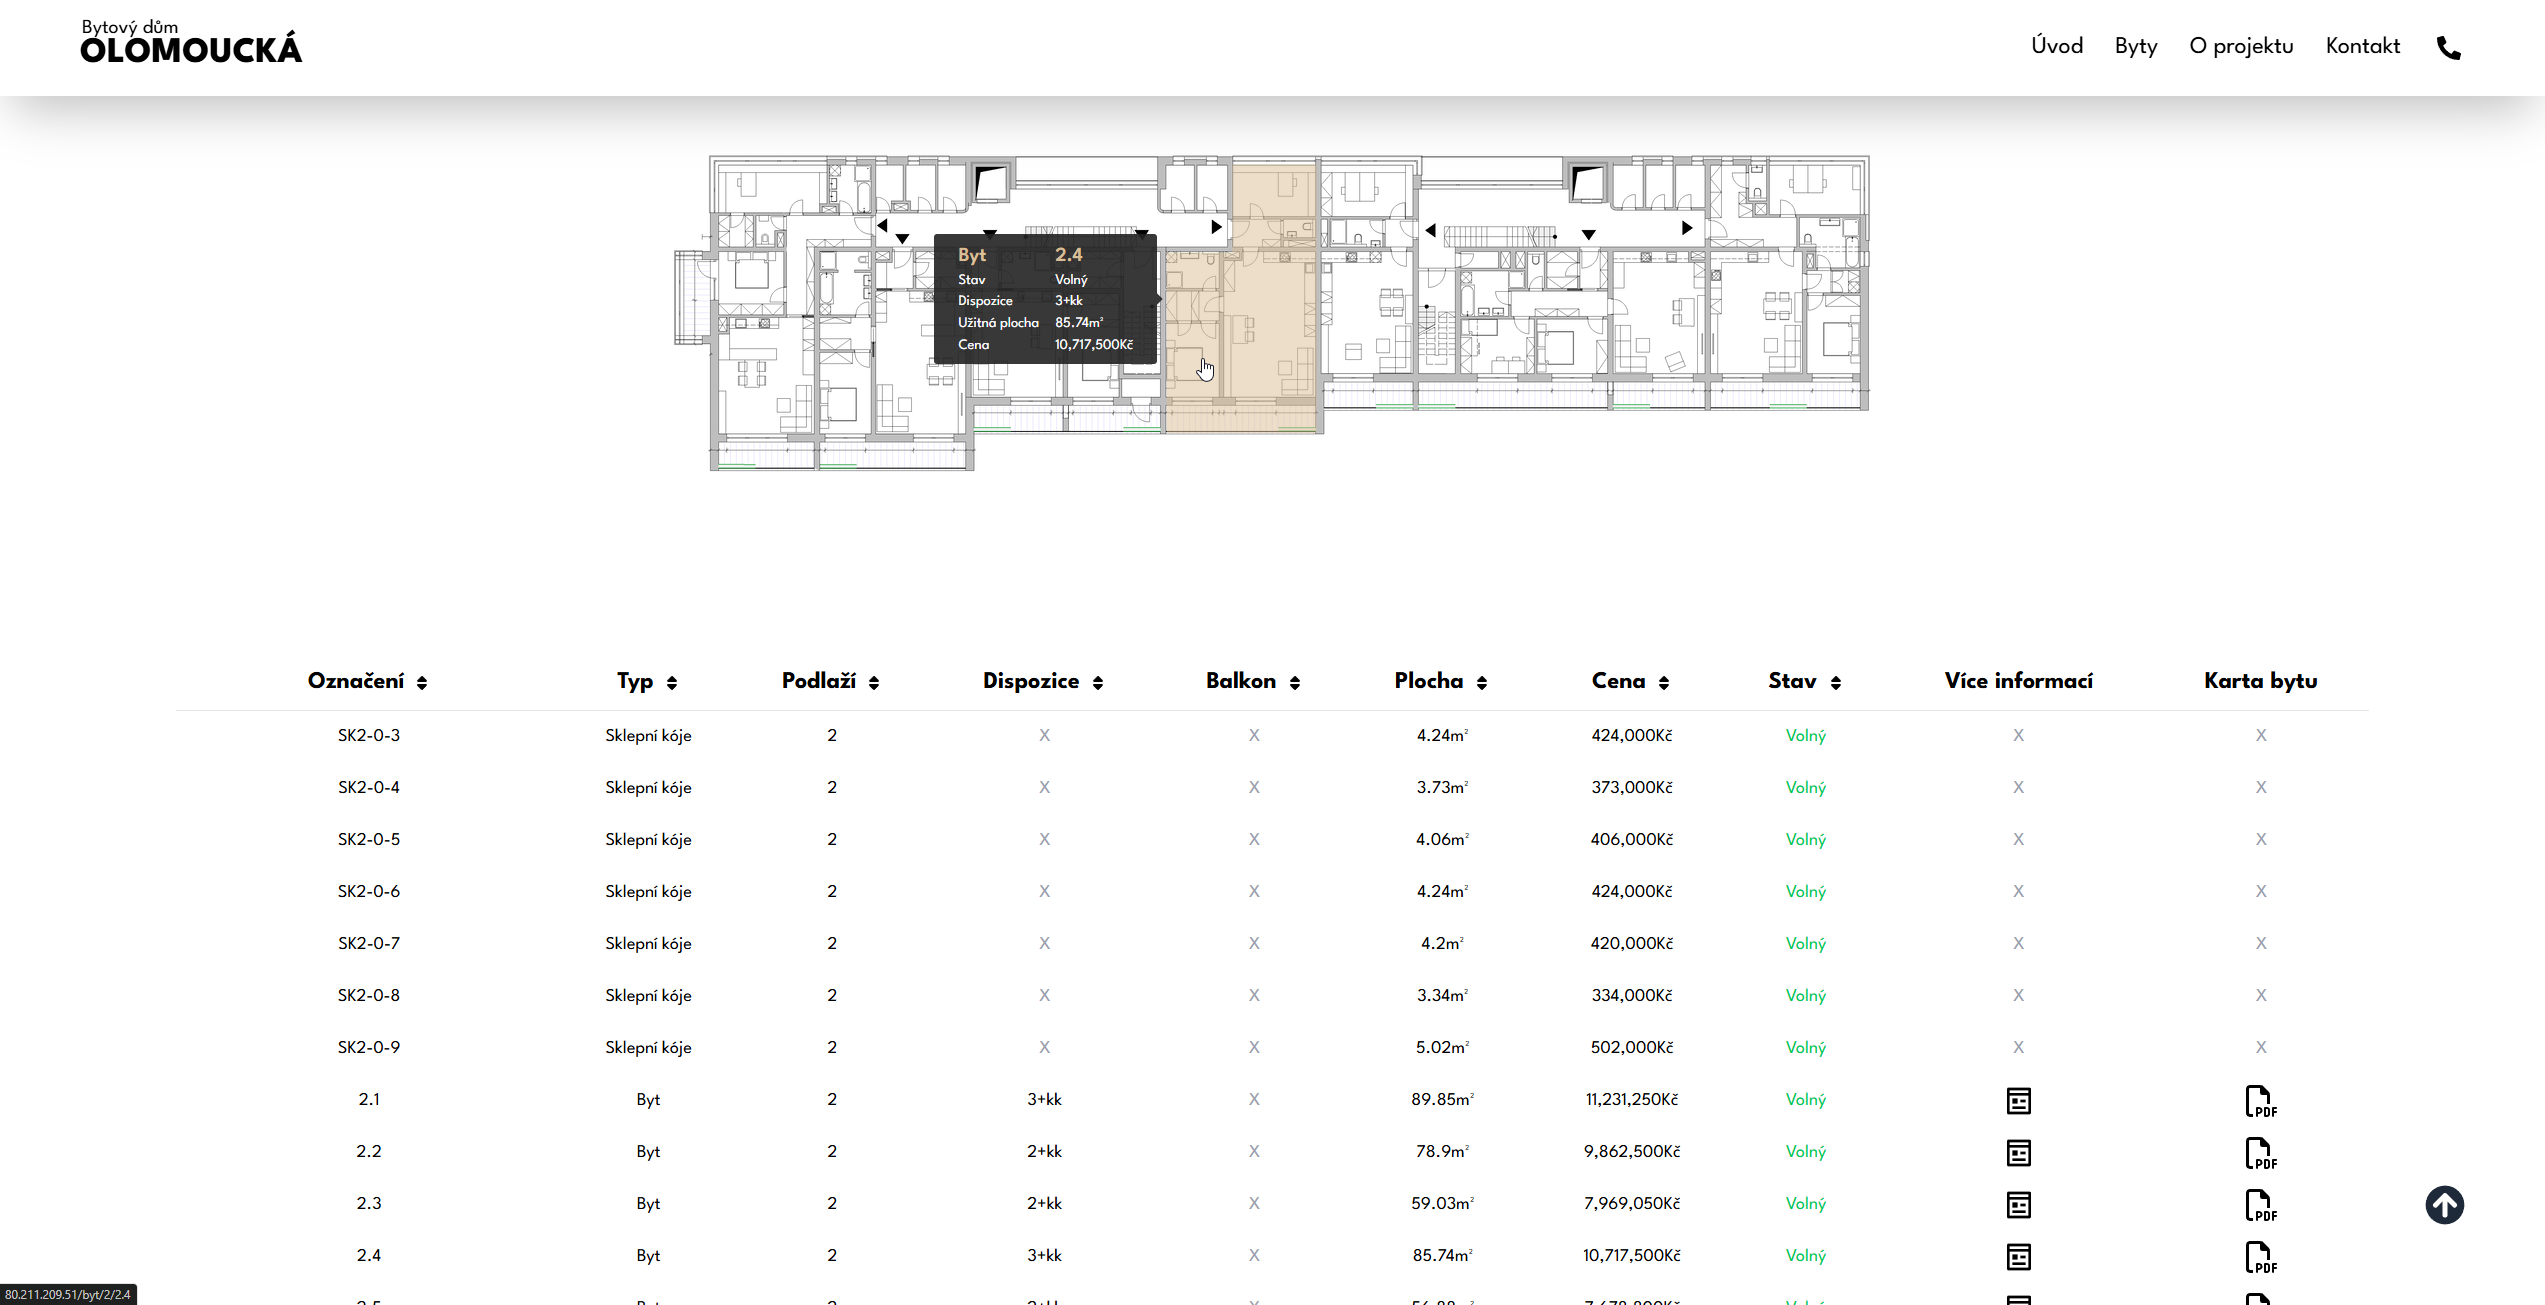 Bytový dům
OLOMOUCKÁ
Úvod Byty O projektu Kontakt
Byt 2.4
Stav Volný
Dispozice 3+kk
Užitná plocha 85.74m²
Cena 10,717,500Kč
Označení Typ Podlaží Dispozice Balkon Plocha Cena Stav Více informací Karta bytu
SK2-0-3 Sklepní kóje 2 X X 4.24m² 424,000Kč Volný X X
SK2-0-4 Sklepní kóje 2 X X 3.73m² 373,000Kč Volný X X
SK2-0-5 Sklepní kóje 2 X X 4.06m² 406,000Kč Volný X X
SK2-0-6 Sklepní kóje 2 X X 4.24m² 424,000Kč Volný X X
SK2-0-7 Sklepní kóje 2 X X 4.2m² 420,000Kč Volný X X
SK2-0-8 Sklepní kóje 2 X X 3.34m² 334,000Kč Volný X X
SK2-0-9 Sklepní kóje 2 X X 5.02m² 502,000Kč Volný X X
2.1 Byt 2 3+kk X 89.85m² 11,231,250Kč Volný PDF
2.2 Byt 2 2+kk X 78.9m² 9,862,500Kč Volný PDF
2.3 Byt 2 2+kk X 59.03m² 7,969,050Kč Volný PDF
2.4 Byt 2 3+kk X 85.74m² 10,717,500Kč Volný PDF
80.211.209.51/byt/2/2.4